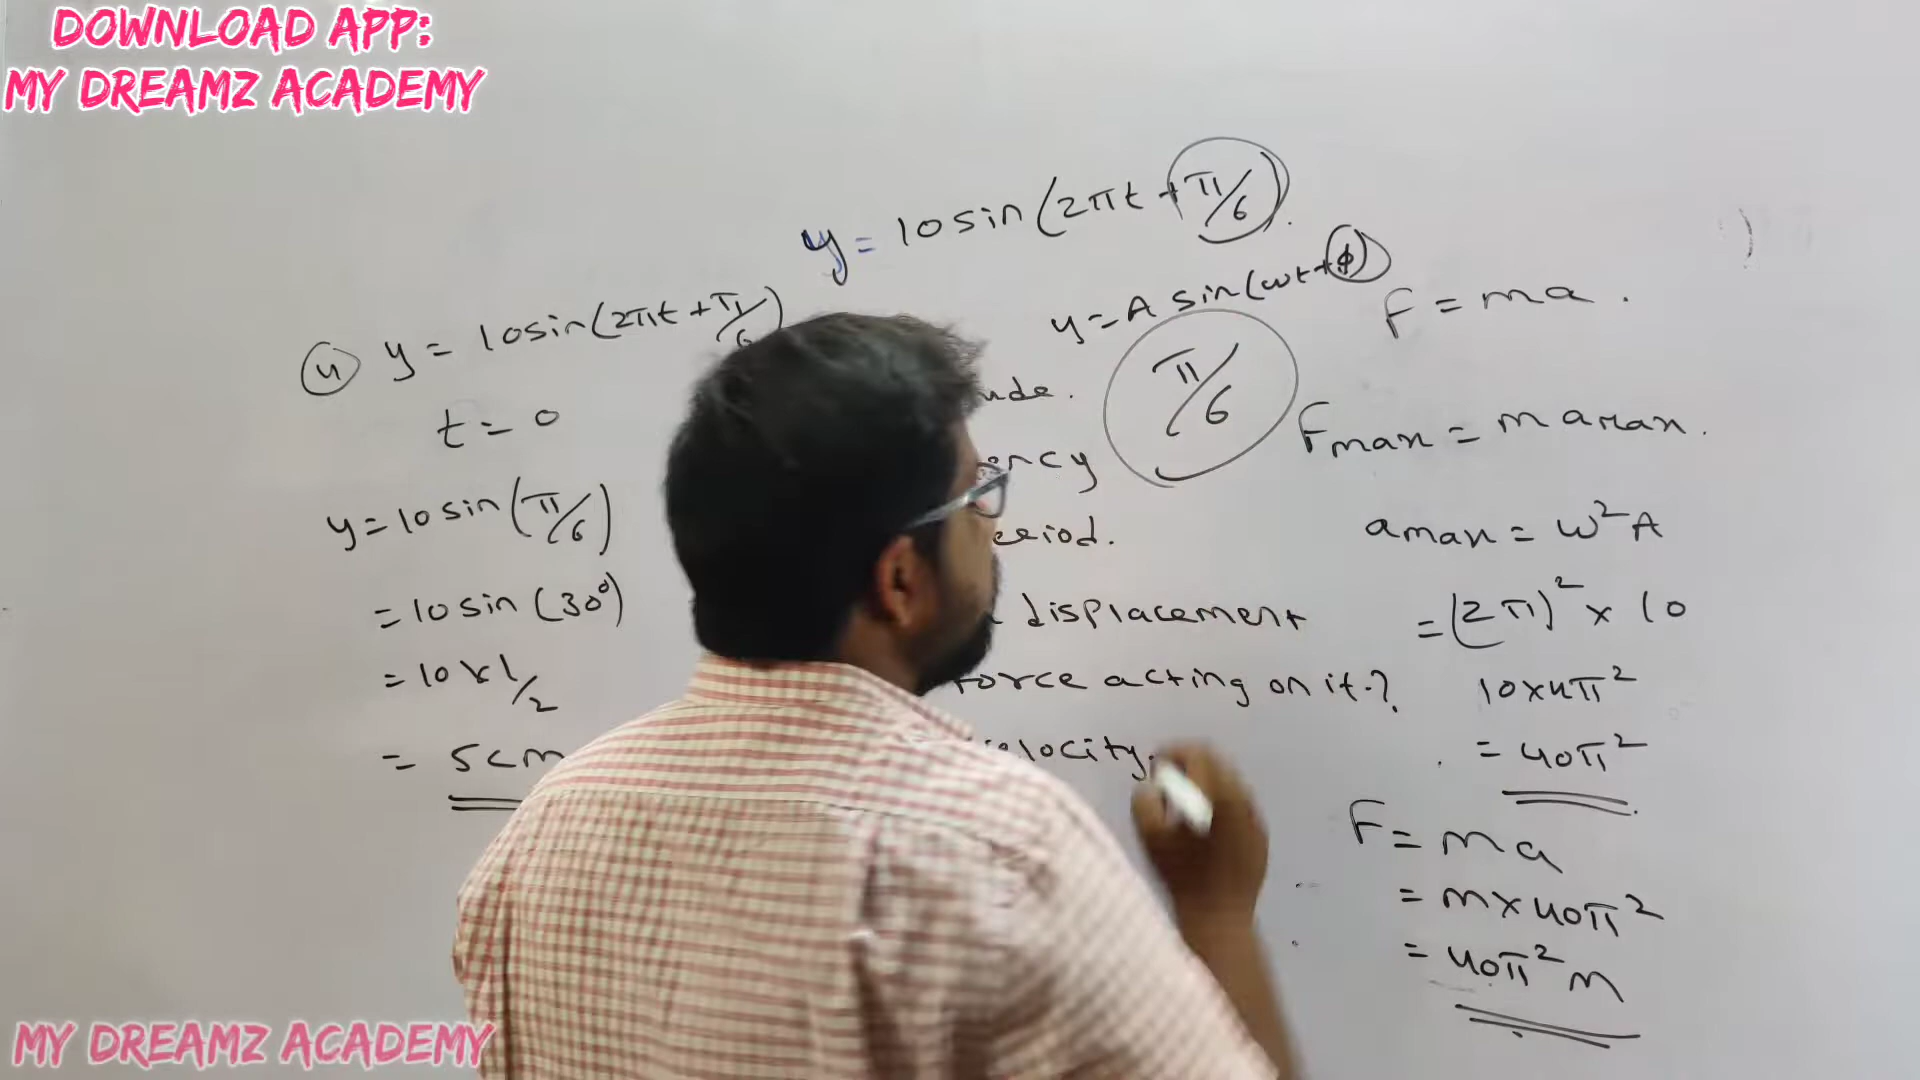 DOWNLOAD APP:
MY DREAMZ ACADEMY
y = 10 sin (2πt + π/6).
y = A sin (ωt + ϕ)
π/6
4 y = 10 sin (2πt + π/6)
t = 0
y = 10 sin (π/6)
= 10 sin (30°)
= 10 x 1/2
= 5cm
displacement
force acting on it?
velocity.
F = ma.
Fmax = m amax.
amax = ω² A
= (2π)² x 10
10 x 4π²
= 40π²
F = ma
= m x 40π²
= 40π² m
MY DREAMZ ACADEMY